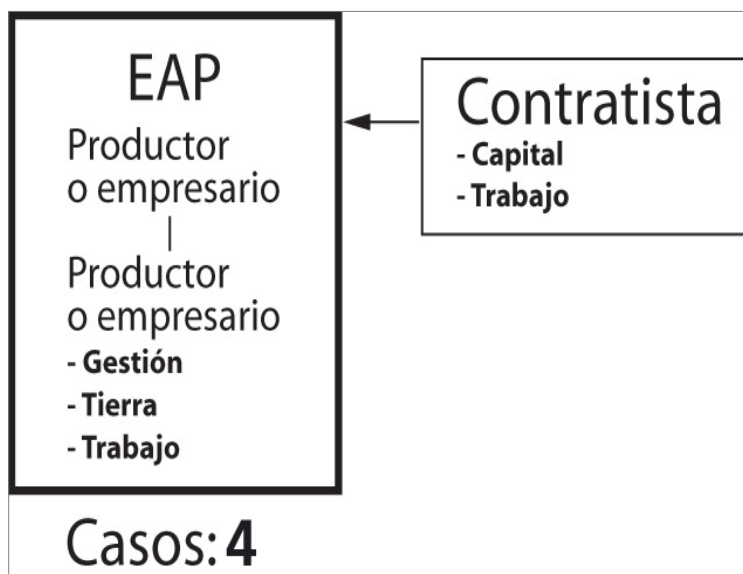 EAP
Productor
o empresario
Productor
o empresario
- Gestión
- Tierra
- Trabajo
Contratista
- Capital
- Trabajo
Casos: 4